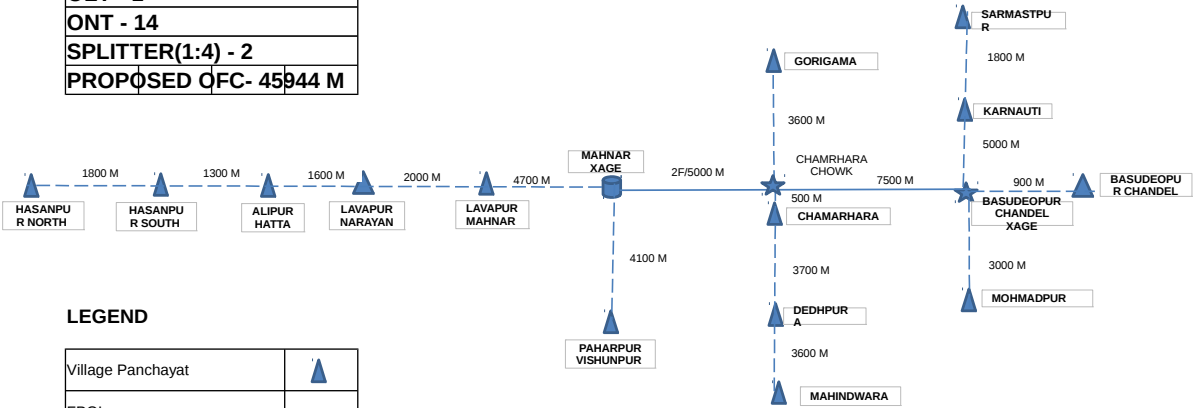 ONT - 14
SPLITTER(1:4) - 2
PROPOSED OFC- 45944 M
SARMASTPU
R
1800 M
GORIGAMA
KARNAUTI
3600 M
5000 M
MAHNAR
XAGE
CHAMRHARA
CHOWK
1800 M
1300 M
1600 M
2000 M
4700 M
2F/5000 M
7500 M
900 M
BASUDEOPU
R CHANDEL
HASANPU
R NORTH
HASANPU
R SOUTH
ALIPUR
HATTA
LAVAPUR
NARAYAN
LAVAPUR
MAHNAR
500 M
CHAMARHARA
BASUDEOPUR
CHANDEL
XAGE
4100 M
3700 M
3000 M
MOHMADPUR
LEGEND
DEDHPUR
A
PAHARPUR
VISHUNPUR
3600 M
Village Panchayat
MAHINDWARA